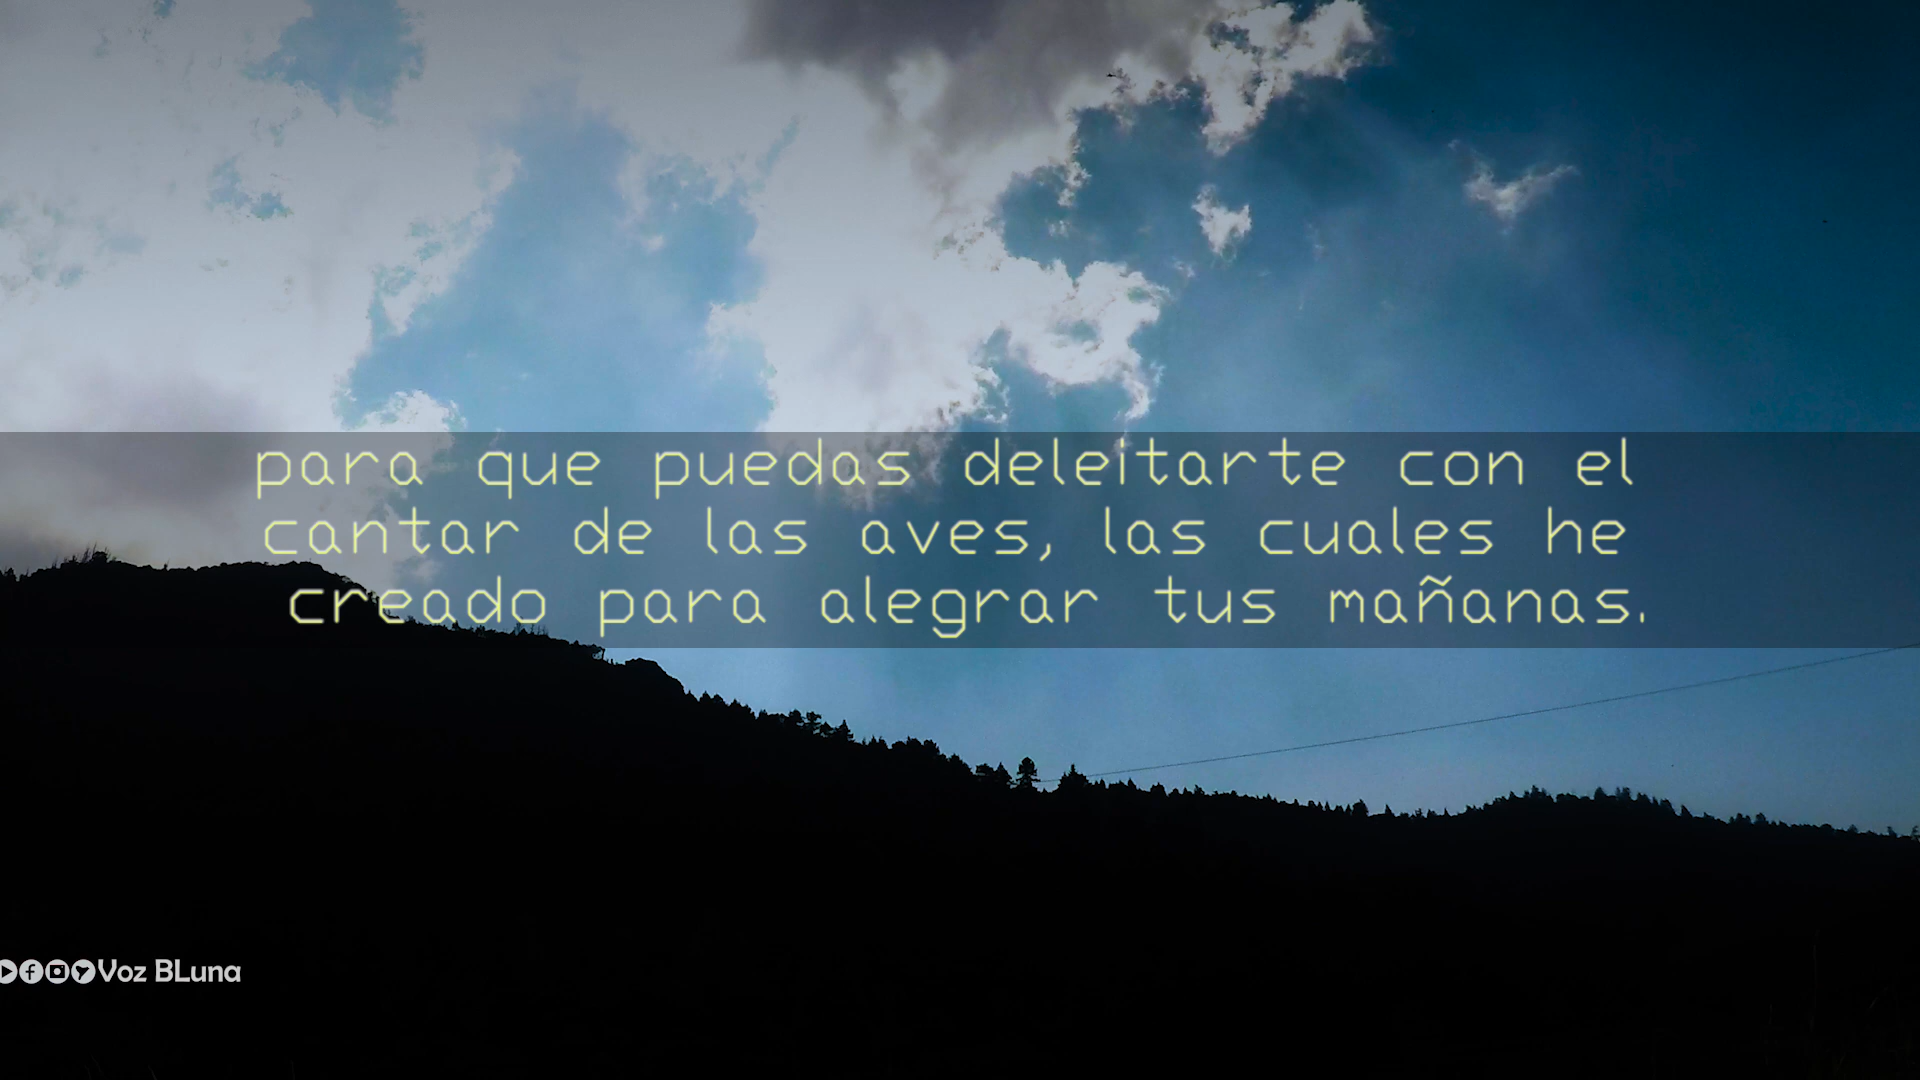 para que puedas deleitarte con el
cantar de las aves, las cuales he
creado para alegrar tus mañanas.
Voz BLuna